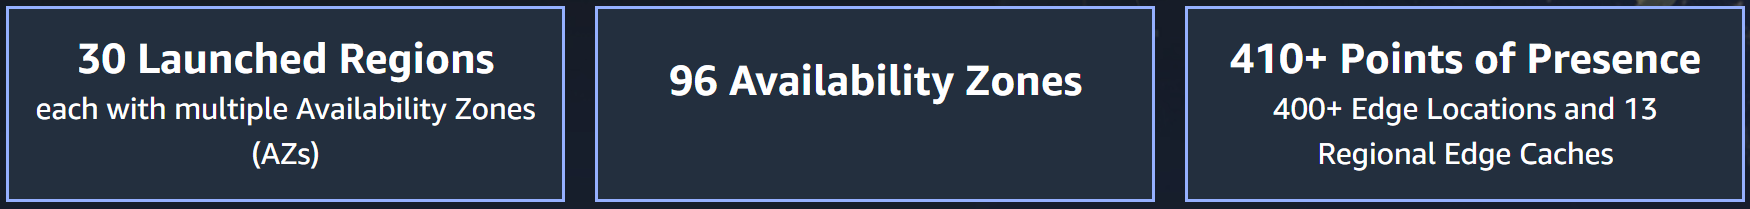 30 Launched Regions
each with multiple Availability Zones
(AZs)
96 Availability Zones
410+ Points of Presence
400+ Edge Locations and 13
Regional Edge Caches